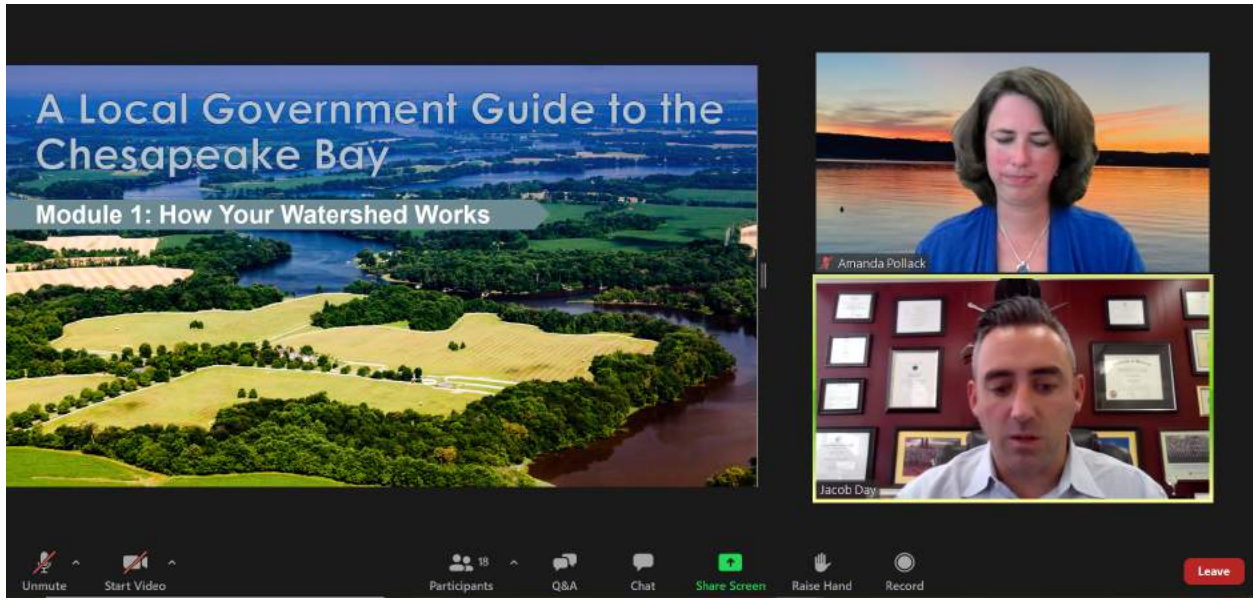 A Local Government Guide to the
Chesapeake Bay
Module 1: How Your Watershed Works
Amanda Pollack
Jacob Day
Unmute
Start Video
18
Participants
Q&A
Chat
Share Screen
Raise Hand
Record
Leave